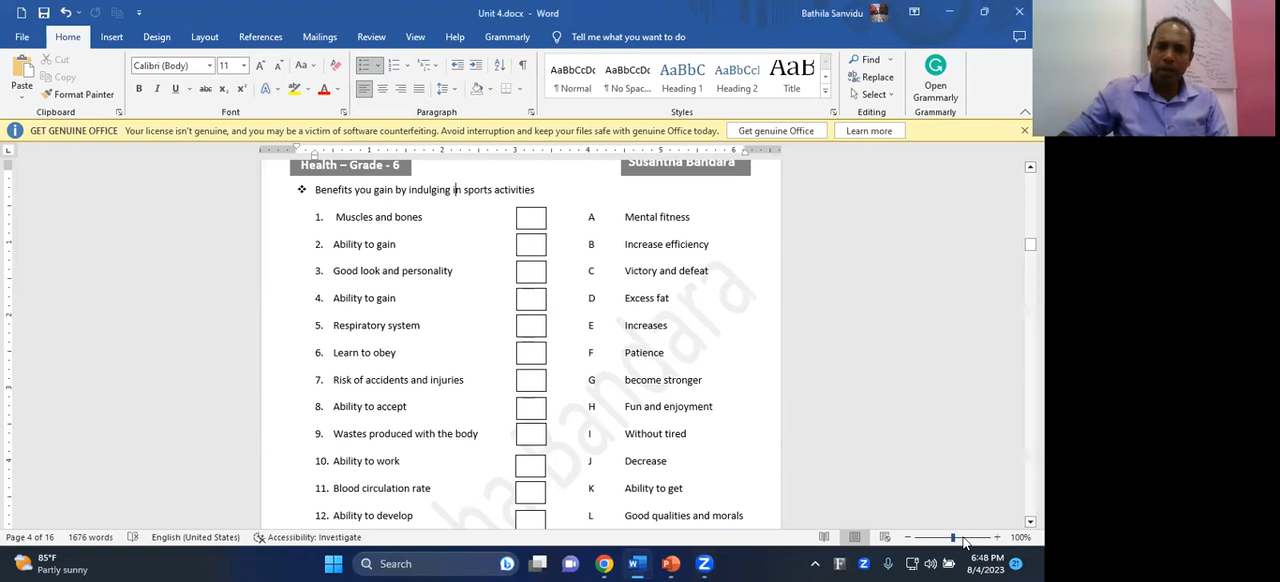 Unit 4.docx - Word
Bathila Sanvidu
File Home Insert Design Layout References Mailings Review View Help Grammarly Tell me what you want to do
Paste
Cut
Copy
Format Painter
Clipboard
Calibri (Body) 11
Font
Paragraph
AaBbCcDc AaBbCcDc AaBbC AaBbCcl AaB
¶ Normal ¶ No Spac... Heading 1 Heading 2 Title
Styles
Find
Replace
Select
Editing
Open
Grammarly
Grammarly
GET GENUINE OFFICE Your license isn't genuine, and you may be a victim of software counterfeiting. Avoid interruption and keep your files safe with genuine Office today. Get genuine Office Learn more
1 2 3 4 5 6
Health – Grade - 6 Susantha Bandara
❖ Benefits you gain by indulging in sports activities
1. Muscles and bones A Mental fitness
2. Ability to gain B Increase efficiency
3. Good look and personality C Victory and defeat
4. Ability to gain D Excess fat
5. Respiratory system E Increases
6. Learn to obey F Patience
7. Risk of accidents and injuries G become stronger
8. Ability to accept H Fun and enjoyment
9. Wastes produced with the body I Without tired
10. Ability to work J Decrease
11. Blood circulation rate K Ability to get
12. Ability to develop L Good qualities and morals
ha Bandara
Page 4 of 16 1676 words English (United States) Accessibility: Investigate 100%
85°F
Partly sunny
Search
6:48 PM
8/4/2023